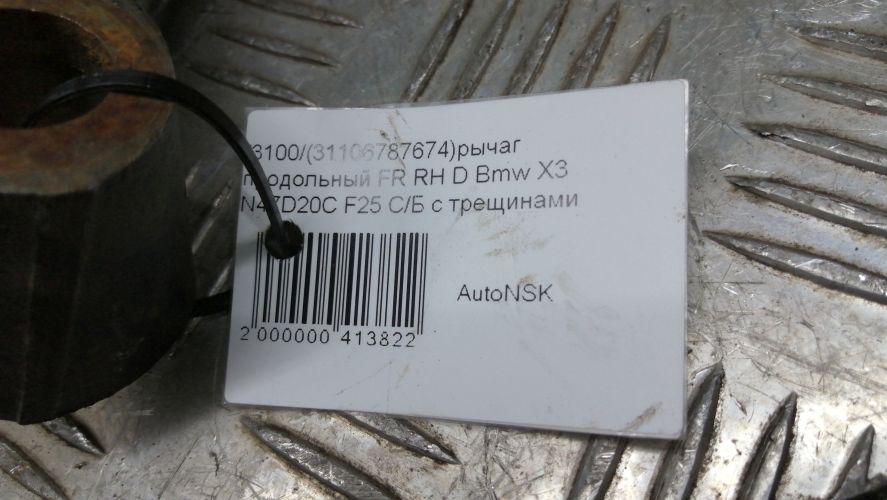 3100/(31106787674)рычаг
продольный FR RH D Bmw X3
N47D20C F25 С/Б с трещинами
AutoNSK
2 000000 413822